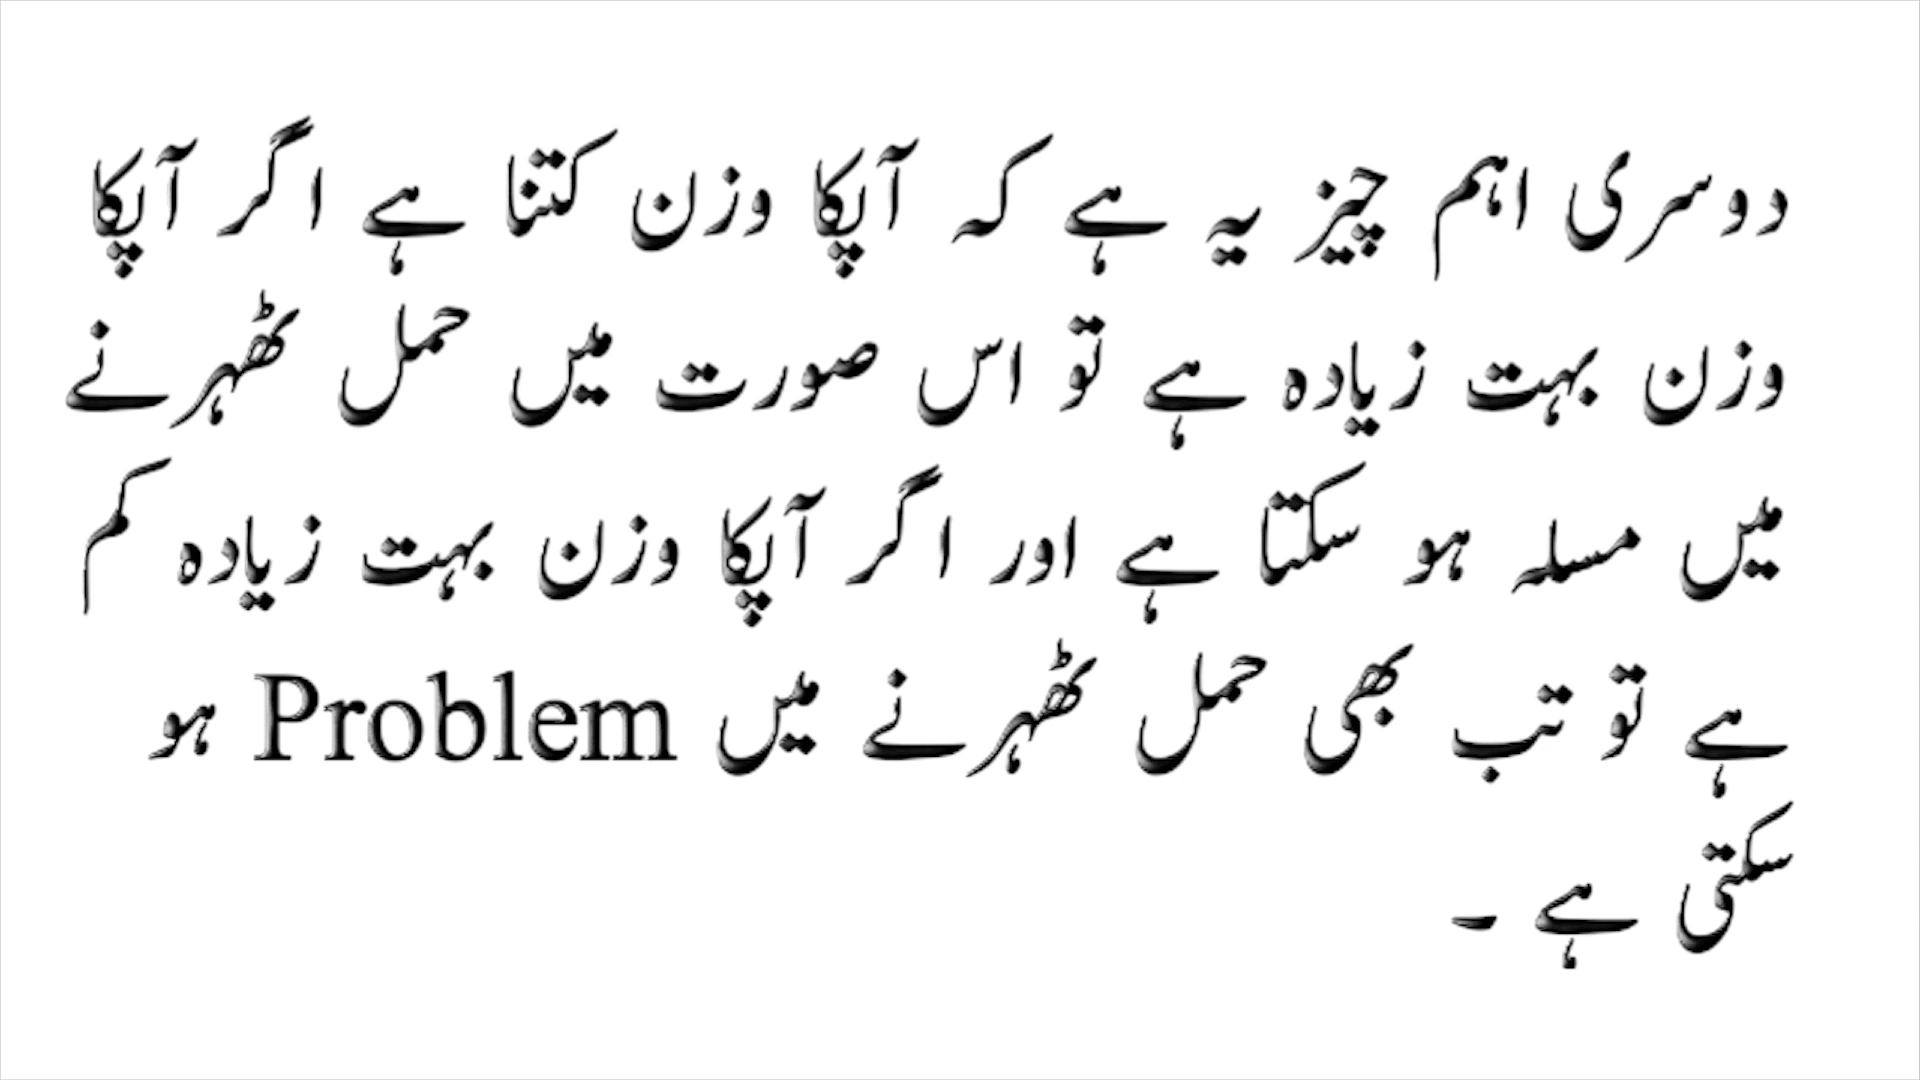 دوسری اہم چیز یہ ہے کہ آپکا وزن کتنا ہے اگر آپکا
وزن بہت زیادہ ہے تو اس صورت میں حمل ٹھہرنے
میں مسلہ ہو سکتا ہے اور اگر آپکا وزن بہت زیادہ کم
ہے تو تب بھی حمل ٹھہرنے میں Problem ہو
سکتی ہے ۔